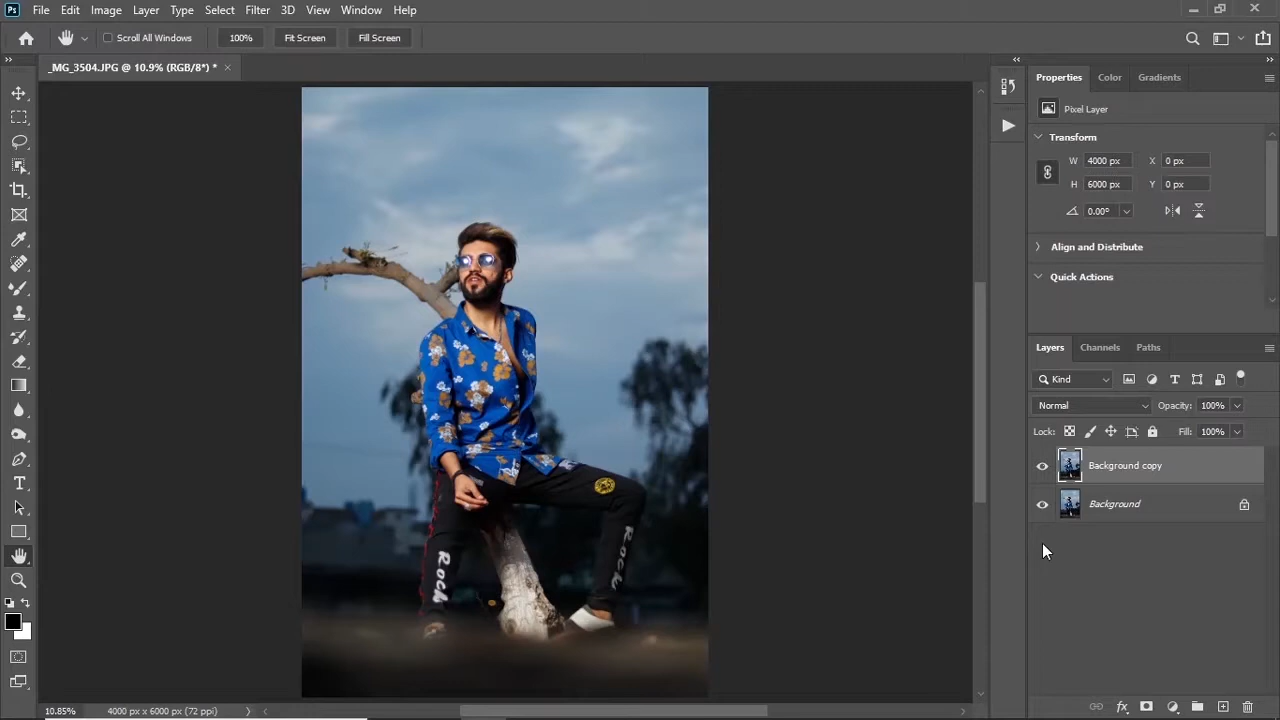 Ps File Edit Image Layer Type Select Filter 3D View Window Help
Scroll All Windows 100% Fit Screen Fill Screen
_MG_3504.JPG @ 10.9% (RGB/8*) *
Properties Color Gradients
Pixel Layer
Transform
W 4000 px X 0 px
H 6000 px Y 0 px
0.00°
Align and Distribute
Quick Actions
Layers Channels Paths
Kind
Normal Opacity: 100%
Lock: Fill: 100%
Background copy
Background
Rock
Rock
10.85% 4000 px x 6000 px (72 ppi)